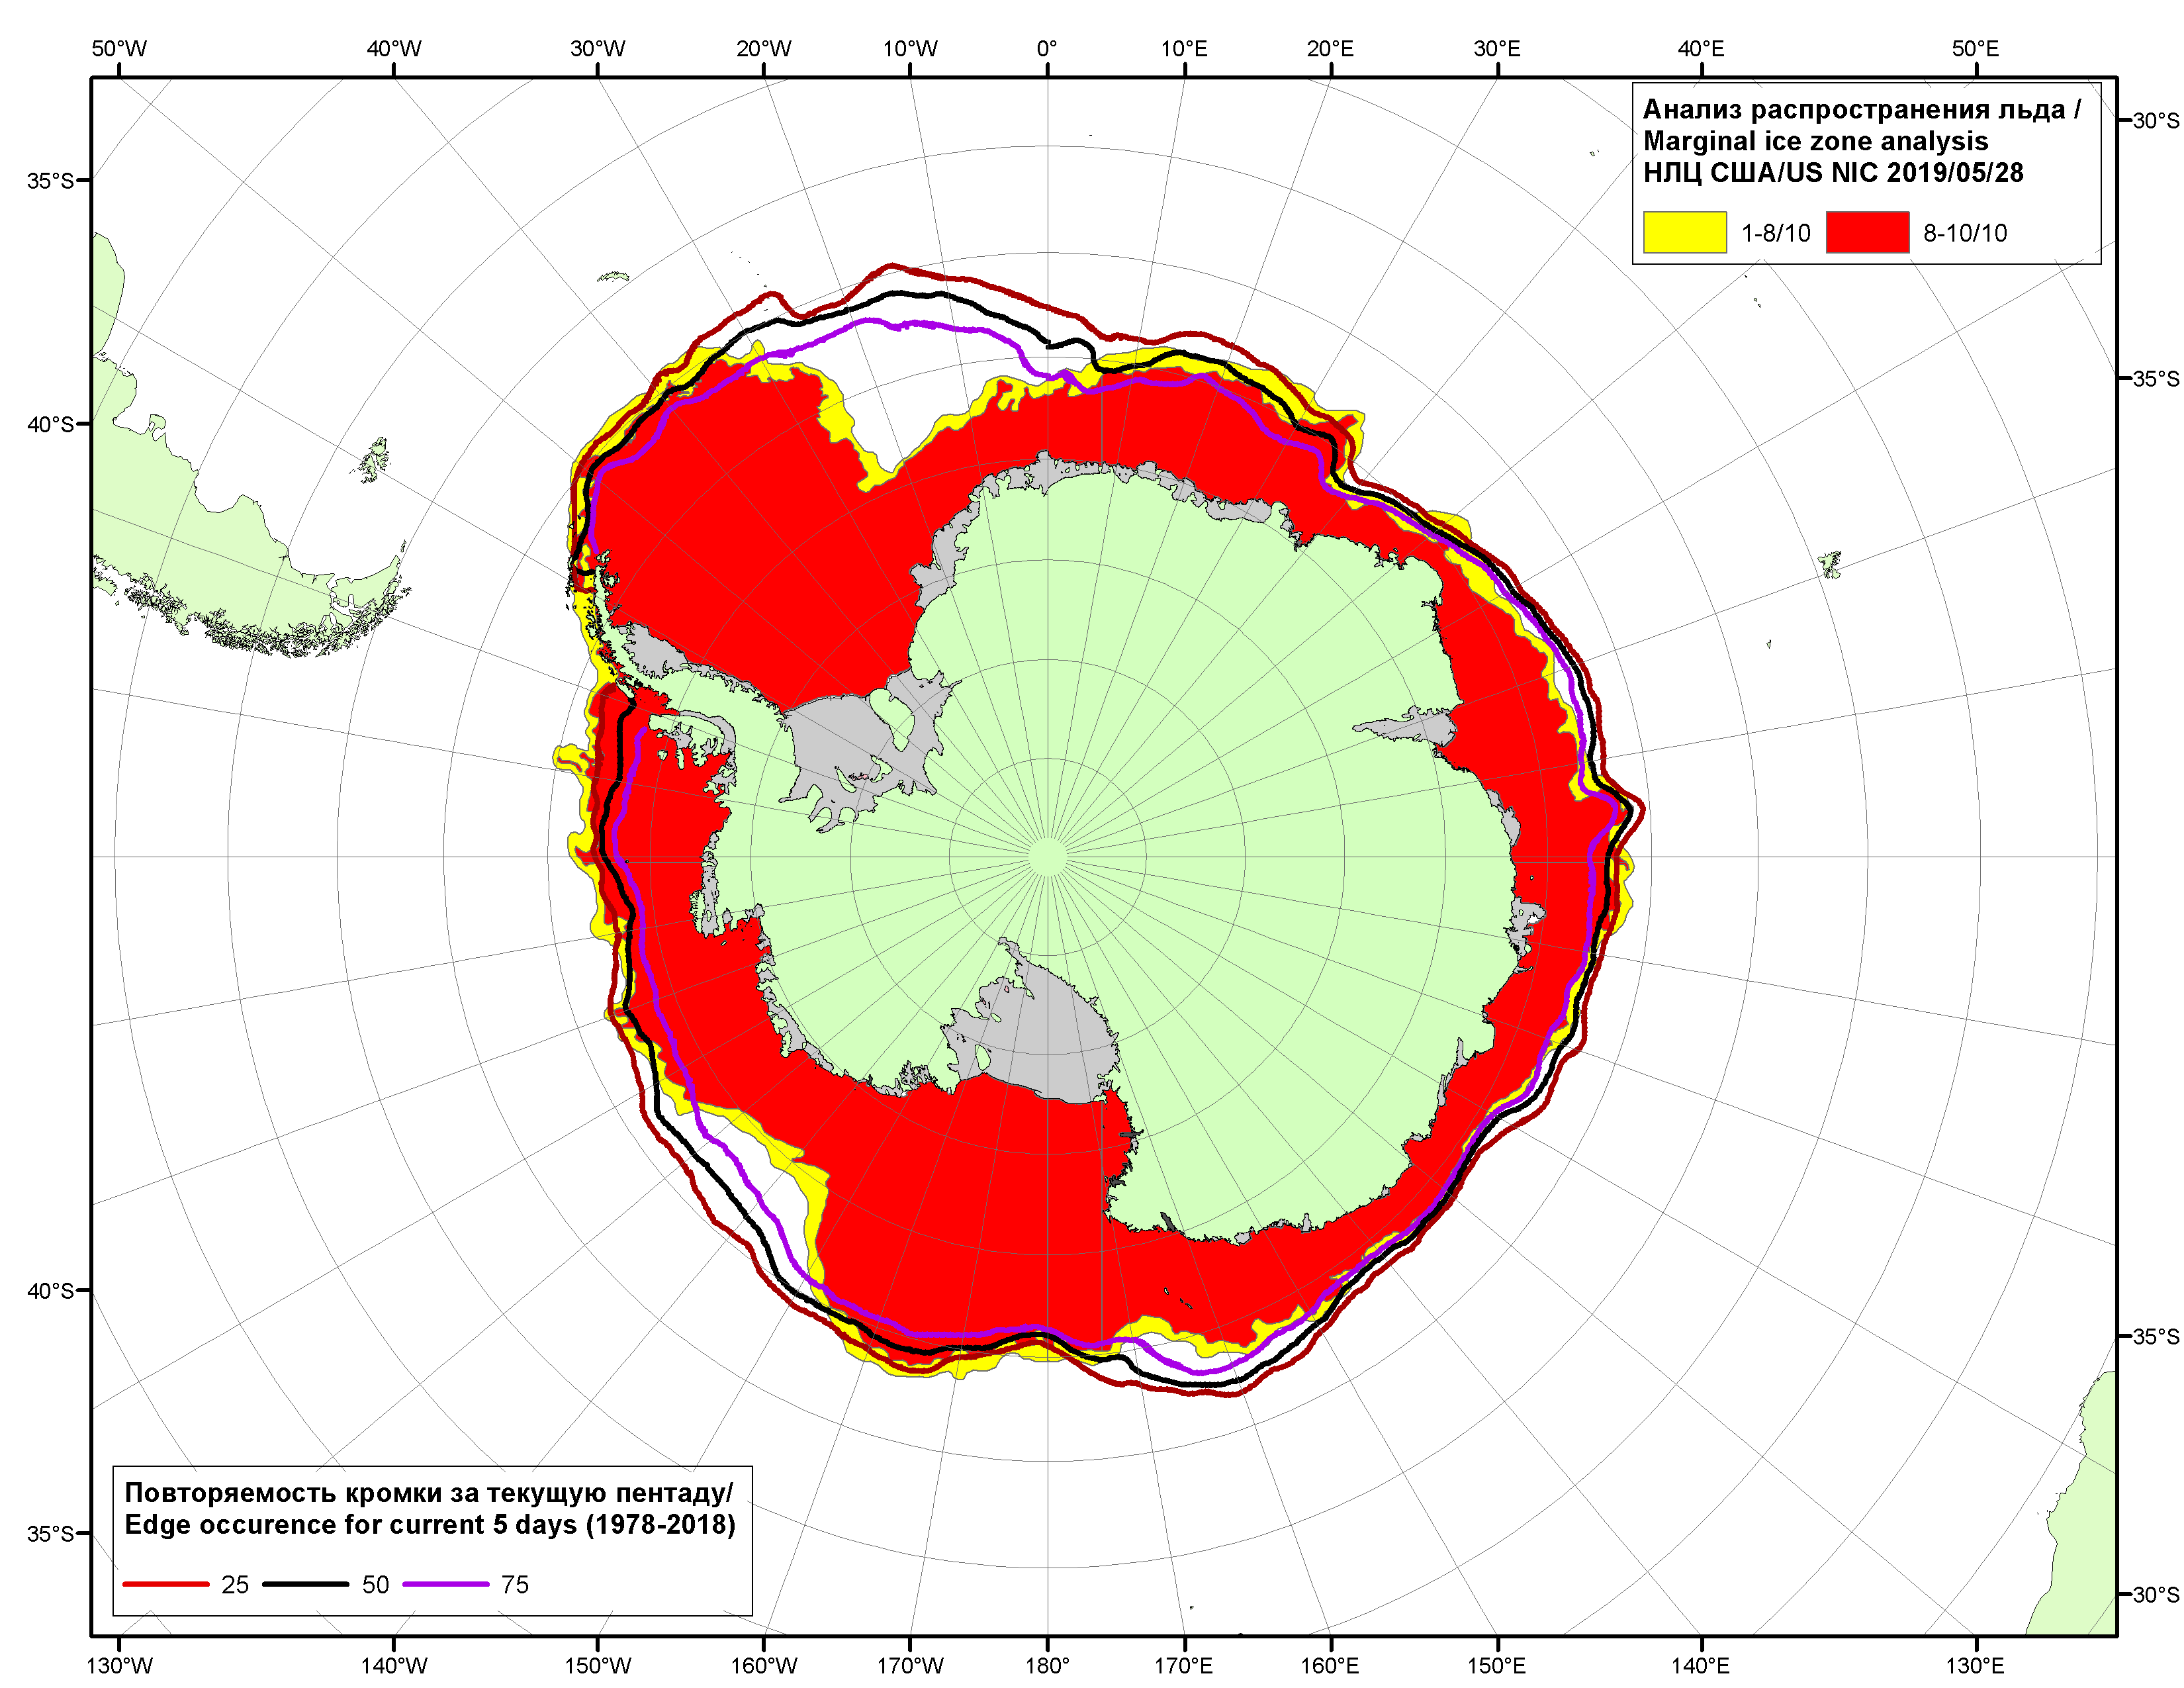 50°W 40°W 30°W 20°W 10°W 0° 10°E 20°E 30°E 40°E 50°E
Анализ распространения льда /
Marginal ice zone analysis
НЛЦ США/US NIC 2019/05/28
1-8/10 8-10/10
30°S
35°S
35°S
40°S
40°S
35°S
35°S
30°S
Повторяемость кромки за текущую пентаду/
Edge occurence for current 5 days (1978-2018)
25 50 75
130°W 140°W 150°W 160°W 170°W 180° 170°E 160°E 150°E 140°E 130°E